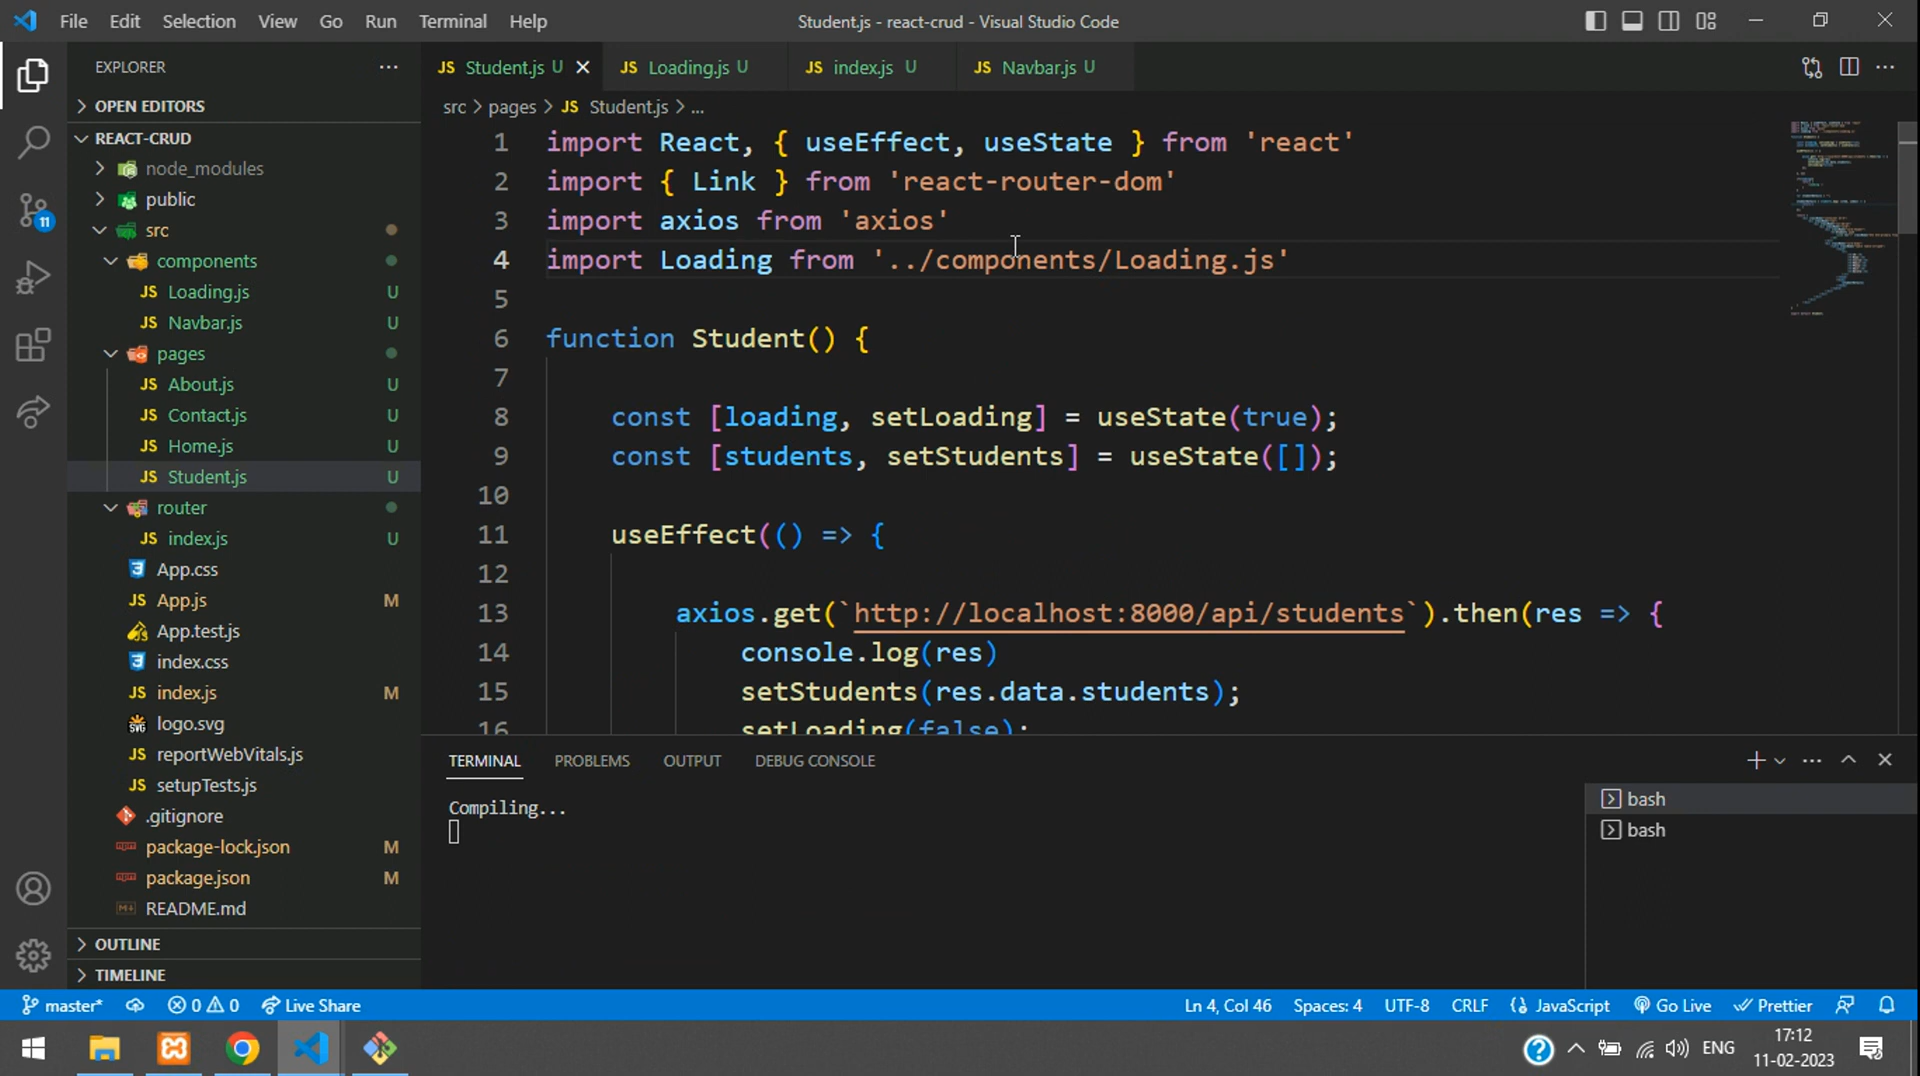 File Edit Selection View Go Run Terminal Help
Student.js - react-crud - Visual Studio Code
EXPLORER
OPEN EDITORS
REACT-CRUD
node_modules
public
src
components
JS Loading.js U
JS Navbar.js U
pages
JS About.js U
JS Contact.js U
JS Home.js U
JS Student.js U
router
JS index.js U
App.css
JS App.js M
App.test.js
index.css
JS index.js M
logo.svg
JS reportWebVitals.js
JS setupTests.js
.gitignore
package-lock.json M
package.json M
README.md
OUTLINE
TIMELINE
11
JS Student.js U
JS Loading.js U
JS index.js U
JS Navbar.js U
src > pages > JS Student.js > ...
1 import React, { useEffect, useState } from 'react'
2 import { Link } from 'react-router-dom'
3 import axios from 'axios'
4 import Loading from '../components/Loading.js'
5
6 function Student() {
7
8 const [loading, setLoading] = useState(true);
9 const [students, setStudents] = useState([]);
10
11 useEffect(() => {
12
13 axios.get(`http://localhost:8000/api/students`).then(res => {
14 console.log(res)
15 setStudents(res.data.students);
16 setLoading(false);
TERMINAL PROBLEMS OUTPUT DEBUG CONSOLE
Compiling...
bash
bash
master* 0 0 Live Share
Ln 4, Col 46 Spaces: 4 UTF-8 CRLF JavaScript Go Live Prettier
ENG
17:12
11-02-2023